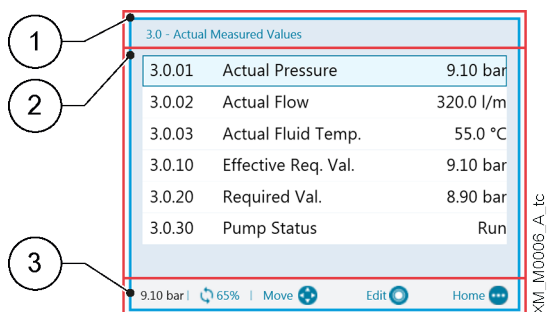 1
3.0 - Actual Measured Values
2
3.0.01 Actual Pressure 9.10 bar
3.0.02 Actual Flow 320.0 l/m
3.0.03 Actual Fluid Temp. 55.0 °C
3.0.10 Effective Req. Val. 9.10 bar
3.0.20 Required Val. 8.90 bar
3.0.30 Pump Status Run
3
9.10 bar | 65% | Move Edit Home
XM_M0006_A_tc